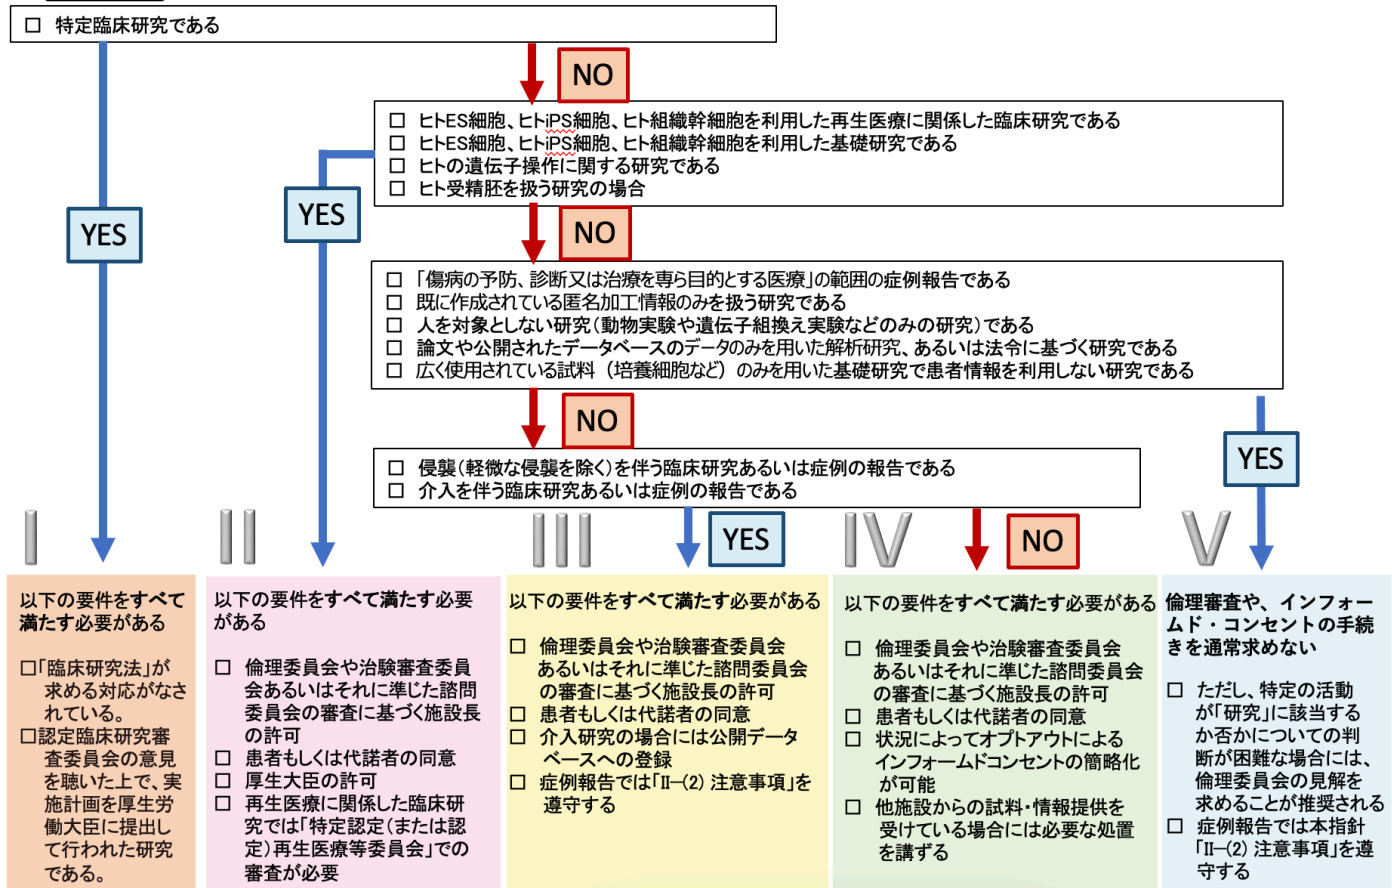 □ 特定臨床研究である
NO
□ ヒトES細胞、ヒトiPS細胞、ヒト組織幹細胞を利用した再生医療に関係した臨床研究である
□ ヒトES細胞、ヒトiPS細胞、ヒト組織幹細胞を利用した基礎研究である
□ ヒトの遺伝子操作に関する研究である
□ ヒト受精胚を扱う研究の場合
YES
YES
NO
□ 「傷病の予防、診断又は治療を専ら目的とする医療」の範囲の症例報告である
□ 既に作成されている匿名加工情報のみを扱う研究である
□ 人を対象としない研究（動物実験や遺伝子組換え実験などのみの研究）である
□ 論文や公開されたデータベースのデータのみを用いた解析研究、あるいは法令に基づく研究である
□ 広く使用されている試料（培養細胞など）のみを用いた基礎研究で患者情報を利用しない研究である
NO
YES
□ 侵襲（軽微な侵襲を除く）を伴う臨床研究あるいは症例の報告である
□ 介入を伴う臨床研究あるいは症例の報告である
YES
NO
I
以下の要件をすべて
満たす必要がある
□「臨床研究法」が
求める対応がなさ
れている。
□認定臨床研究審
査委員会の意見
を聴いた上で、実
施計画を厚生労
働大臣に提出し
て行われた研究
である。
II
以下の要件をすべて満たす必要
がある
□ 倫理委員会や治験審査委員
会あるいはそれに準じた諮問
委員会の審査に基づく施設長
の許可
□ 患者もしくは代諾者の同意
□ 厚生大臣の許可
□ 再生医療に関係した臨床研
究では「特定認定（または認
定）再生医療等委員会」での
審査が必要
III
以下の要件をすべて満たす必要がある
□ 倫理委員会や治験審査委員会
あるいはそれに準じた諮問委員会
の審査に基づく施設長の許可
□ 患者もしくは代諾者の同意
□ 介入研究の場合には公開データ
ベースへの登録
□ 症例報告では「II—(2) 注意事項」を
遵守する
IV
以下の要件をすべて満たす必要がある
□ 倫理委員会や治験審査委員会
あるいはそれに準じた諮問委員会
の審査に基づく施設長の許可
□ 患者もしくは代諾者の同意
□ 状況によってオプトアウトによる
インフォームドコンセントの簡略化
が可能
□ 他施設からの試料・情報提供を
受けている場合には必要な処置
を講ずる
V
倫理審査や、インフォー
ムド・コンセントの手続
きを通常求めない
□ ただし、特定の活動
が「研究」に該当する
か否かについての判
断が困難な場合には、
倫理委員会の見解を
求めることが推奨される
□ 症例報告では本指針
「II—(2) 注意事項」を遵
守する